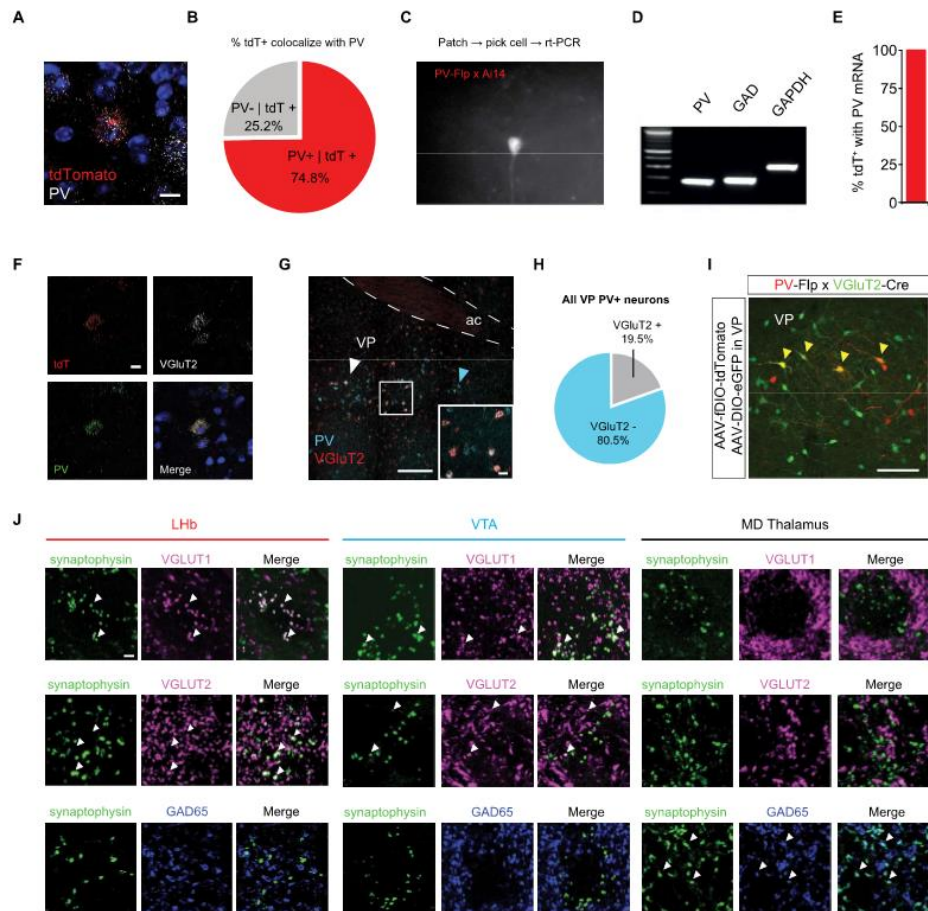 A
tdTomato
PV
B
% tdT+ colocalize with PV
PV- | tdT +
25.2%
PV+ | tdT +
74.8%
C
Patch → pick cell → rt-PCR
PV-Flp x Ai14
D
PV
GAD
GAPDH
E
% tdT+ with PV mRNA
100
75
50
25
0
F
tdT
VGluT2
PV
Merge
G
ac
VP
PV
VGluT2
H
All VP PV+ neurons
VGluT2 +
19.5%
VGluT2 -
80.5%
I
PV-Flp x VGluT2-Cre
AAV-fDIO-tdTomato
AAV-DIO-eGFP in VP
VP
J
LHb
VTA
MD Thalamus
synaptophysin VGLUT1 Merge synaptophysin VGLUT1 Merge synaptophysin VGLUT1 Merge
synaptophysin VGLUT2 Merge synaptophysin VGLUT2 Merge synaptophysin VGLUT2 Merge
synaptophysin GAD65 Merge synaptophysin GAD65 Merge synaptophysin GAD65 Merge